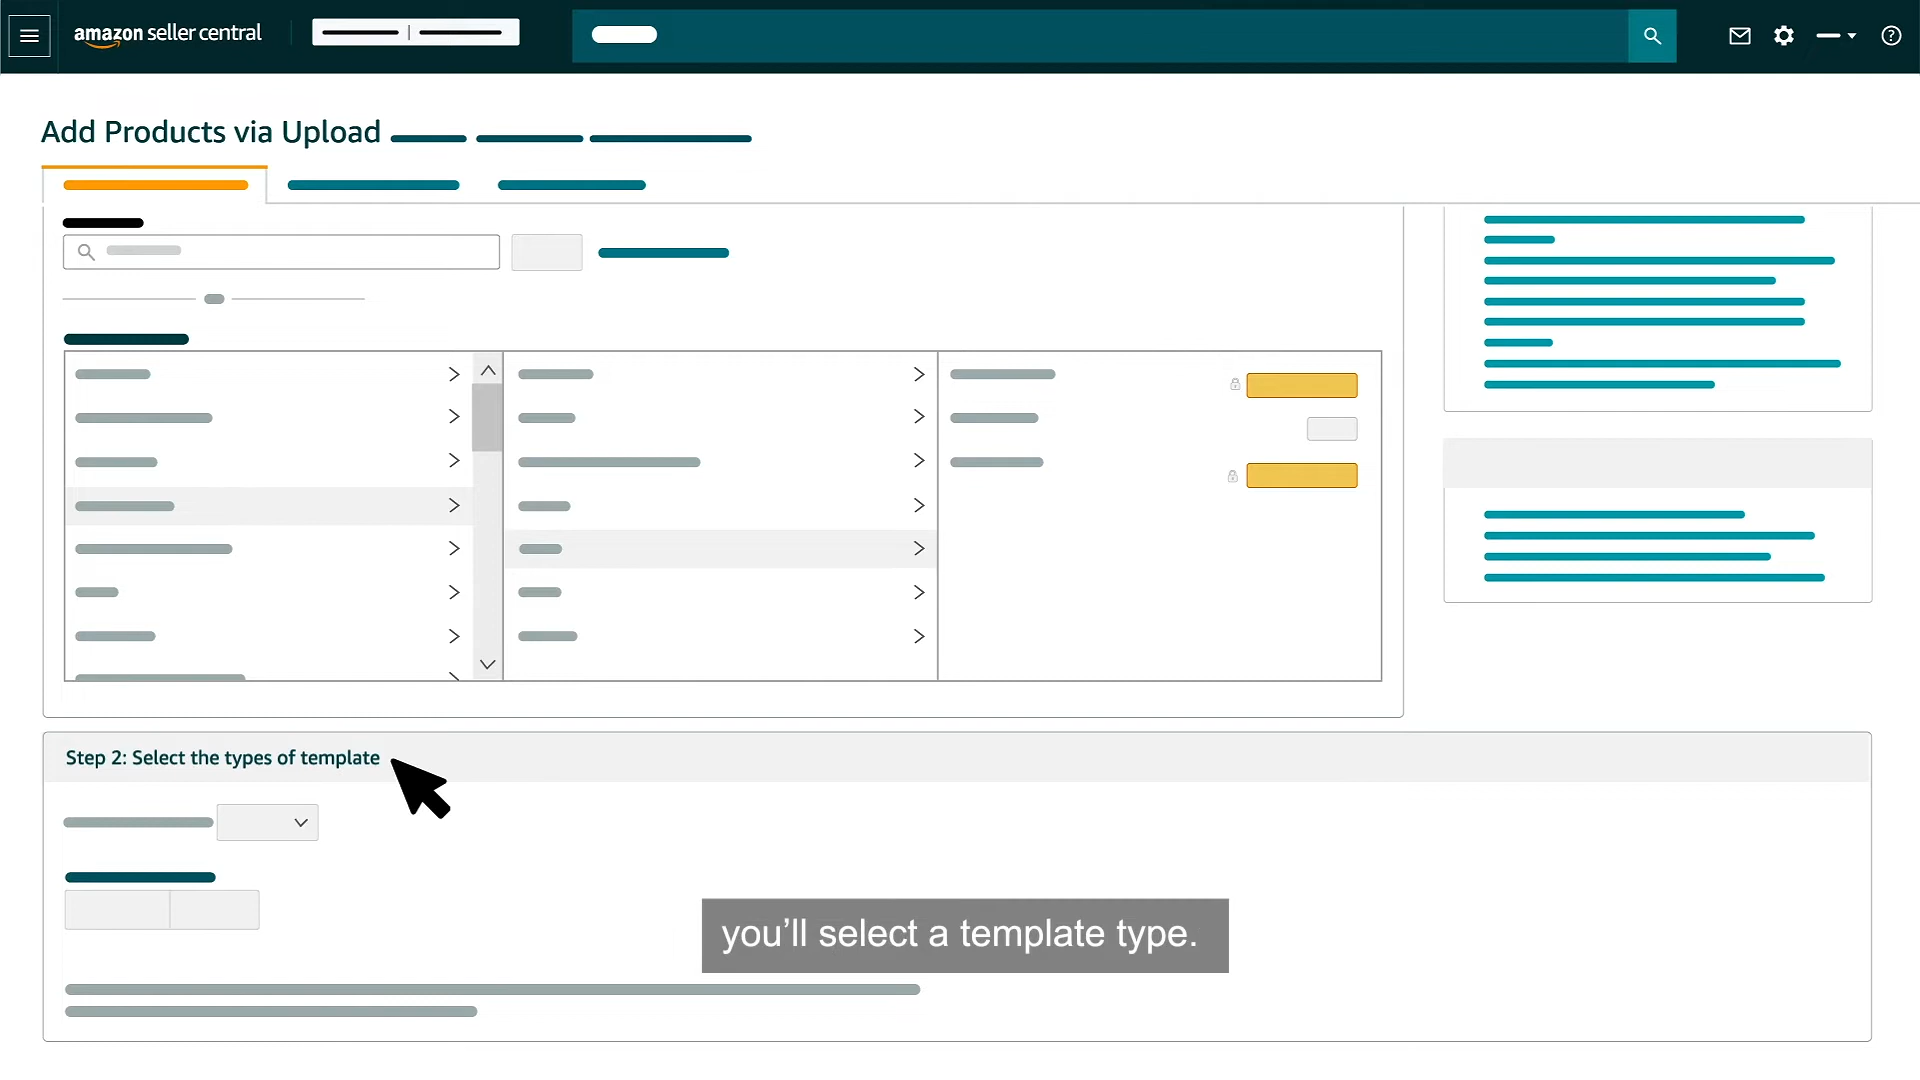 amazon seller central
Add Products via Upload
Step 2: Select the types of template
you’ll select a template type.